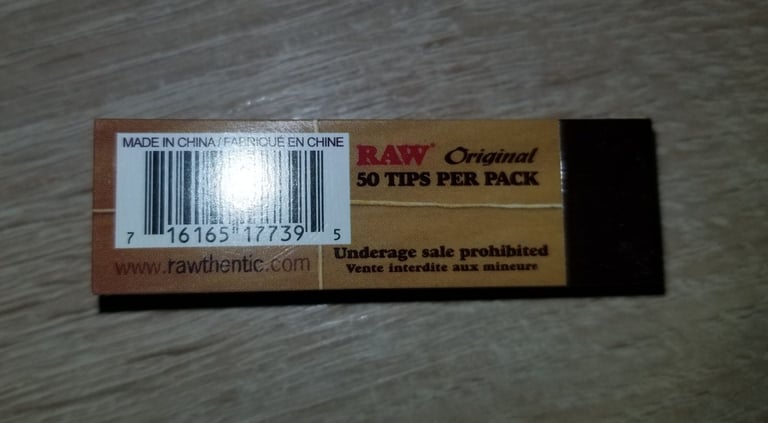 MADE IN CHINA / FABRIQUÉ EN CHINE
7 16165 17739 5
www.rawthentic.com
RAW® Original
50 TIPS PER PACK
Underage sale prohibited
Vente interdite aux mineurs